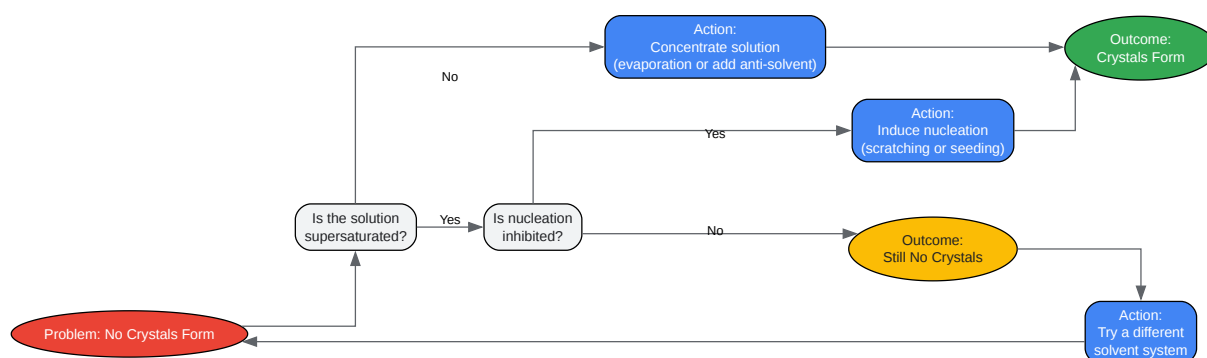 Action:
Concentrate solution
(evaporation or add anti-solvent)
Outcome:
Crystals Form
No
Action:
Induce nucleation
(scratching or seeding)
Yes
Is the solution
supersaturated?
Yes
Is nucleation
inhibited?
No
Outcome:
Still No Crystals
Problem: No Crystals Form
Action:
Try a different
solvent system